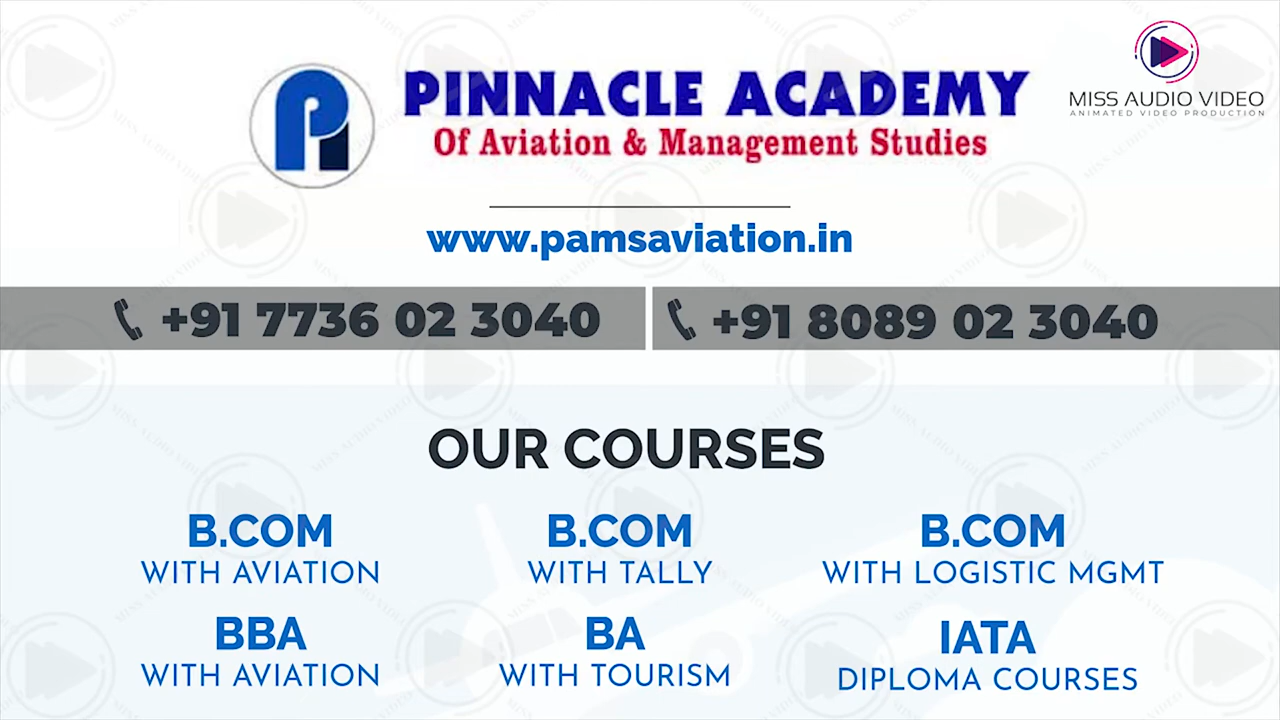 PINNACLE ACADEMY
Of Aviation & Management Studies
MISS AUDIO VIDEO
ANIMATED VIDEO PRODUCTION
www.pamsaviation.in
+91 7736 02 3040
+91 8089 02 3040
OUR COURSES
B.COM
WITH AVIATION
B.COM
WITH TALLY
B.COM
WITH LOGISTIC MGMT
BBA
WITH AVIATION
BA
WITH TOURISM
IATA
DIPLOMA COURSES